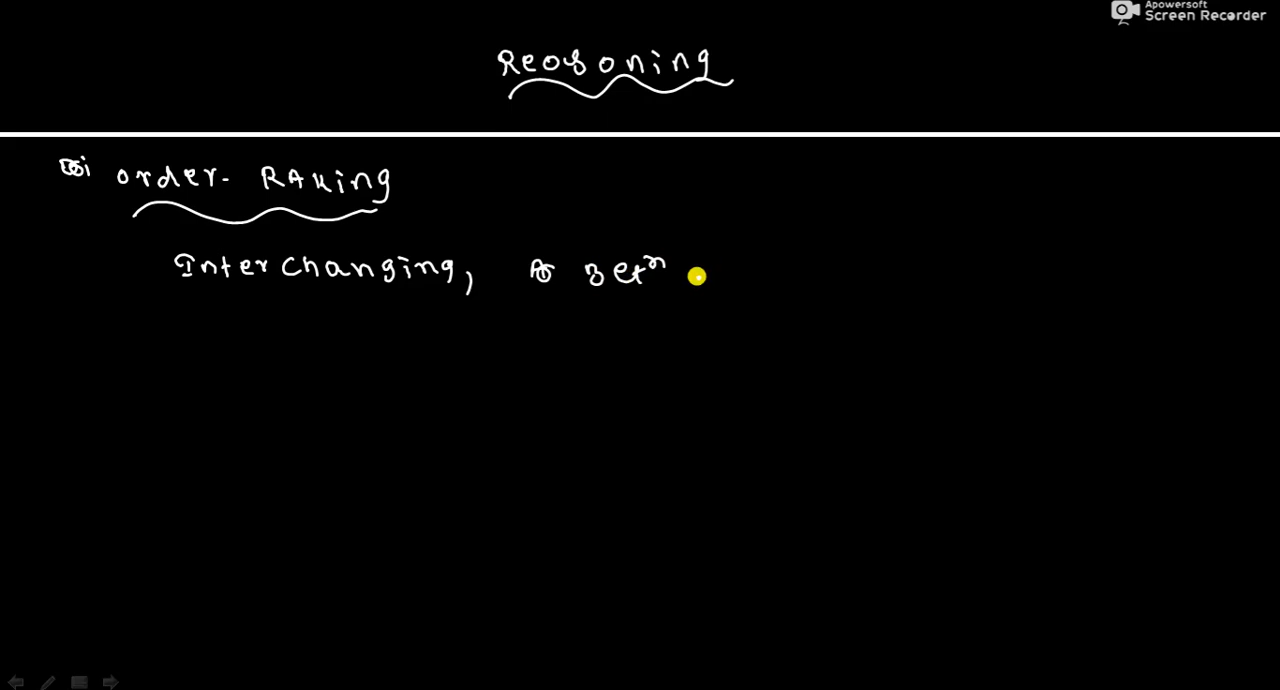 Apowersoft
Screen Recorder
Reasoning
order- RAKing
Interchanging,